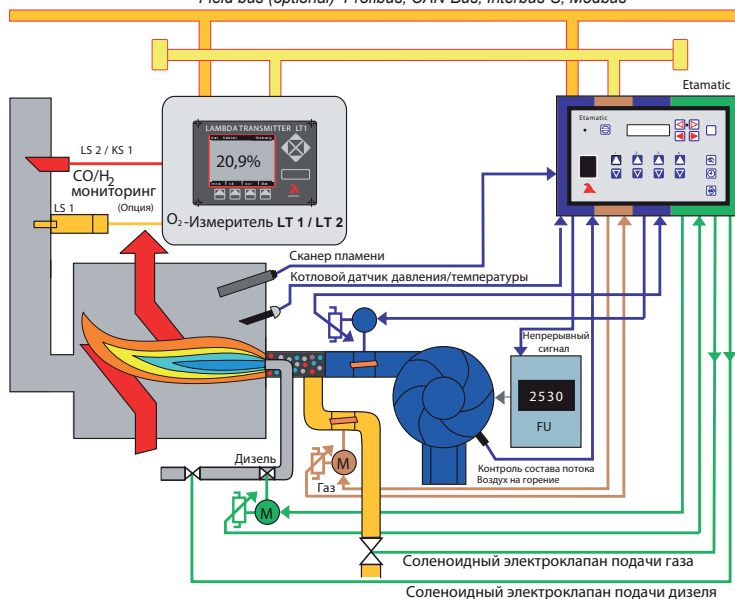 Field bus (optional) Profibus, CAN-Bus, Interbus-S, Modbus
Etamatic
LAMBDA TRANSMITTER LT1
20,9%
Etamatic
LS 2 / KS 1
CO/H2
мониторинг
(Опция)
LS 1
O2-Измеритель LT 1 / LT 2
Сканер пламени
Котловой датчик давления/температуры
Непрерывный
сигнал
2530
FU
Дизель
M
Газ
M
Контроль состава потока
Воздух на горение
Соленоидный электроклапан подачи газа
Соленоидный электроклапан подачи дизеля